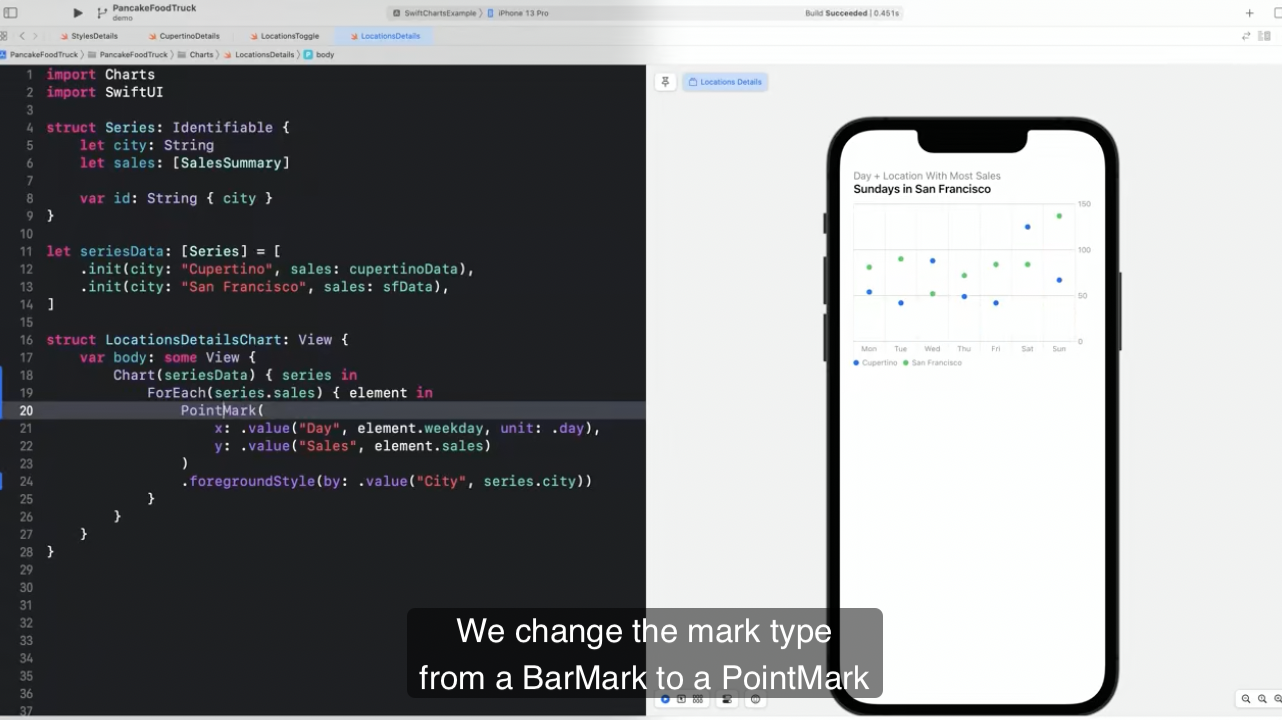 PancakeFoodTruck
demo
SwiftChartsExample 〉 iPhone 13 Pro
Build Succeeded | 0.451s
StylesDetails
CupertinoDetails
LocationsToggle
LocationsDetails
PancakeFoodTruck 〉 PancakeFoodTruck 〉 Charts 〉 LocationsDetails 〉 P body
1 import Charts
2 import SwiftUI
3
4 struct Series: Identifiable {
5 let city: String
6 let sales: [SalesSummary]
7
8 var id: String { city }
9 }
10
11 let seriesData: [Series] = [
12 .init(city: "Cupertino", sales: cupertinoData),
13 .init(city: "San Francisco", sales: sfData),
14 ]
15
16 struct LocationsDetailsChart: View {
17 var body: some View {
18 Chart(seriesData) { series in
19 ForEach(series.sales) { element in
20 PointMark(
21 x: .value("Day", element.weekday, unit: .day),
22 y: .value("Sales", element.sales)
23 )
24 .foregroundStyle(by: .value("City", series.city))
25 }
26 }
27 }
28 }
29
30
31
32
33
34
35
36
37
Locations Details
Day + Location With Most Sales
Sundays in San Francisco
150
100
50
0
Mon Tue Wed Thu Fri Sat Sun
Cupertino San Francisco
We change the mark type
from a BarMark to a PointMark